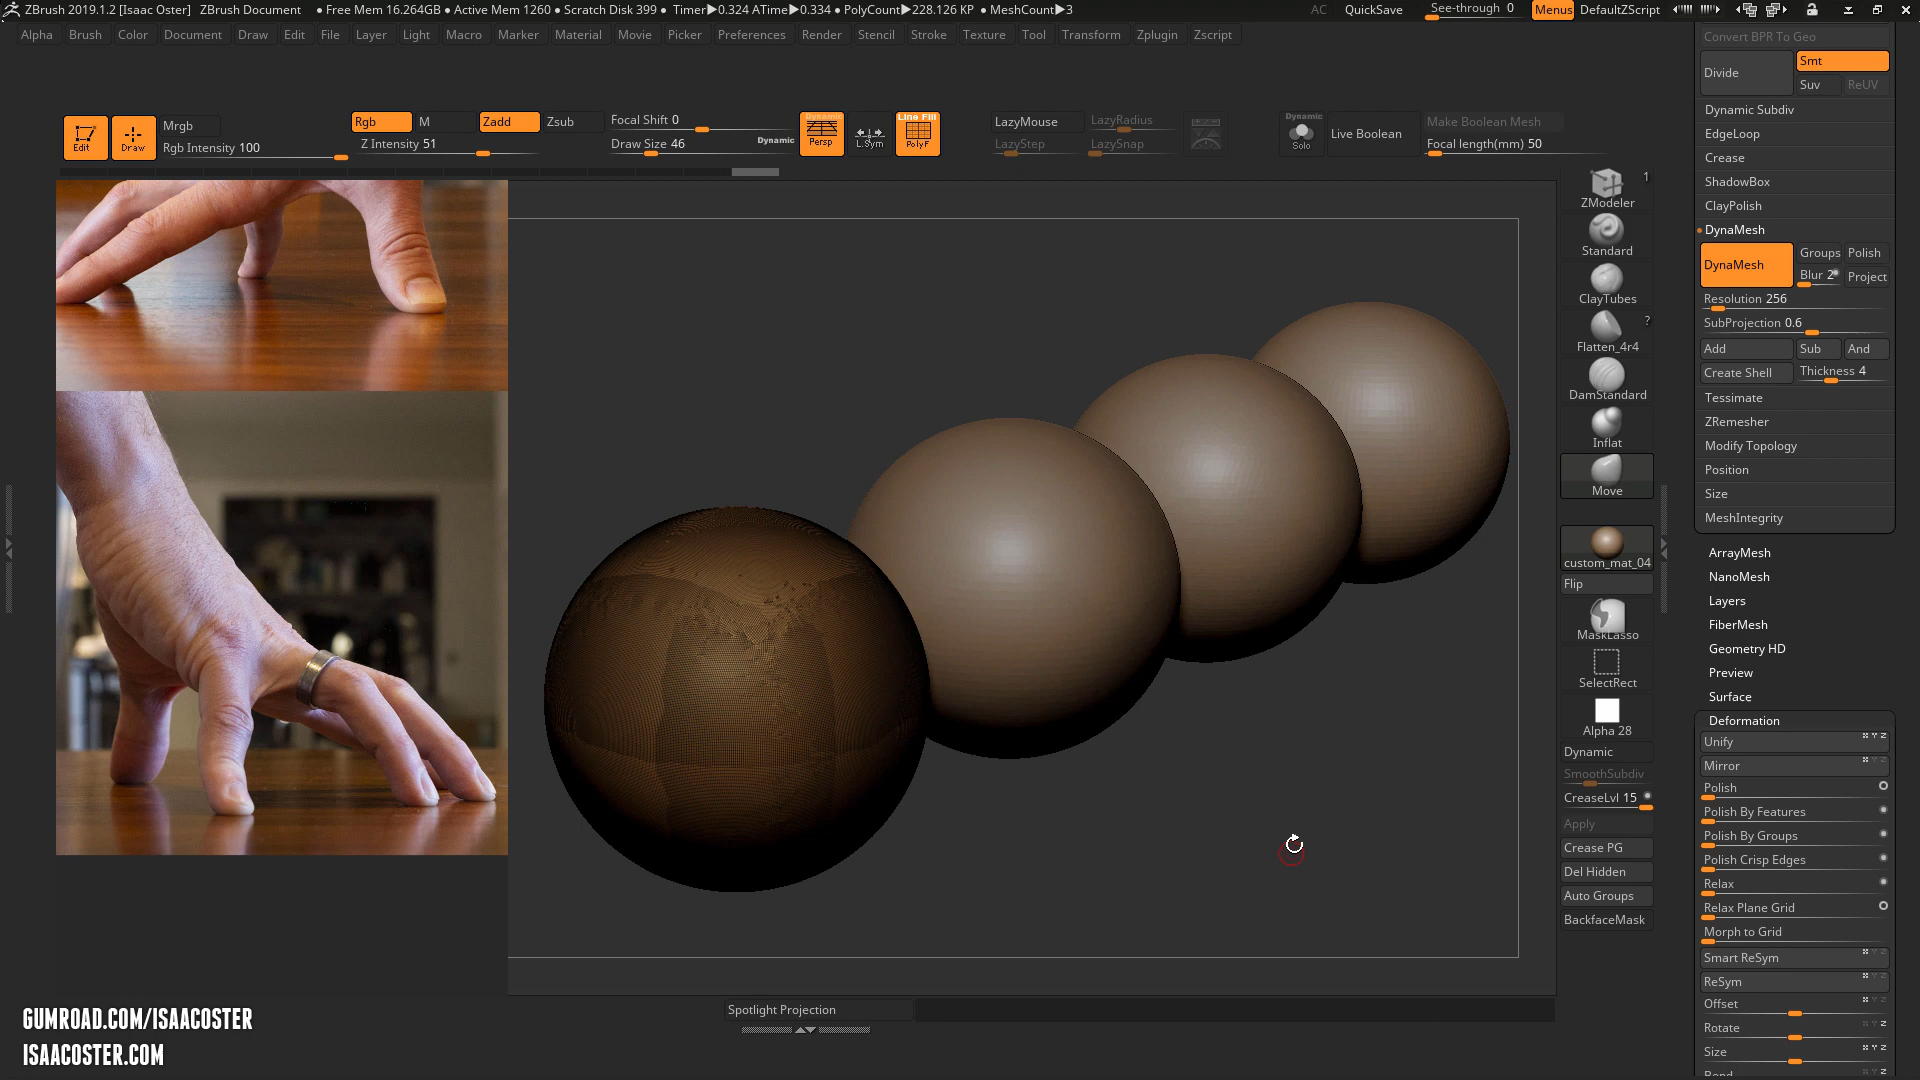 ZBrush 2019.1.2 [Isaac Oster] ZBrush Document • Free Mem 16.264GB • Active Mem 1260 • Scratch Disk 399 • Timer▶0.324 ATime▶0.334 • PolyCount▶228.126 KP • MeshCount▶3 AC QuickSave See-through 0 Menus DefaultZScript
Alpha Brush Color Document Draw Edit File Layer Light Macro Marker Material Movie Picker Preferences Render Stencil Stroke Texture Tool Transform Zplugin Zscript
Edit
Draw
Mrgb
Rgb Intensity 100
Rgb M Zadd Zsub
Z Intensity 51
Focal Shift 0
Draw Size 46
Dynamic
Dynamic
Persp
L.Sym
Line Fill
PolyF
LazyMouse LazyRadius
LazyStep LazySnap
Dynamic
Solo
Live Boolean
Make Boolean Mesh
Focal length(mm) 50
1
ZModeler
Standard
ClayTubes
?
Flatten_4r4
DamStandard
Inflat
Move
custom_mat_04
Flip
MaskLasso
SelectRect
Alpha 28
Dynamic
SmoothSubdiv
CreaseLvl 15
Apply
Crease PG
Del Hidden
Auto Groups
BackfaceMask
Convert BPR To Geo
Divide
Smt
Suv ReUV
Dynamic Subdiv
EdgeLoop
Crease
ShadowBox
ClayPolish
DynaMesh
DynaMesh
Groups Polish
Blur 2 Project
Resolution 256
SubProjection 0.6
Add Sub And
Create Shell Thickness 4
Tessimate
ZRemesher
Modify Topology
Position
Size
MeshIntegrity
ArrayMesh
NanoMesh
Layers
FiberMesh
Geometry HD
Preview
Surface
Deformation
Unify
Mirror
Polish
Polish By Features
Polish By Groups
Polish Crisp Edges
Relax
Relax Plane Grid
Morph to Grid
Smart ReSym
ReSym
Offset
Rotate
Size
Spotlight Projection
GUMROAD.COM/ISAACOSTER
ISAACOSTER.COM